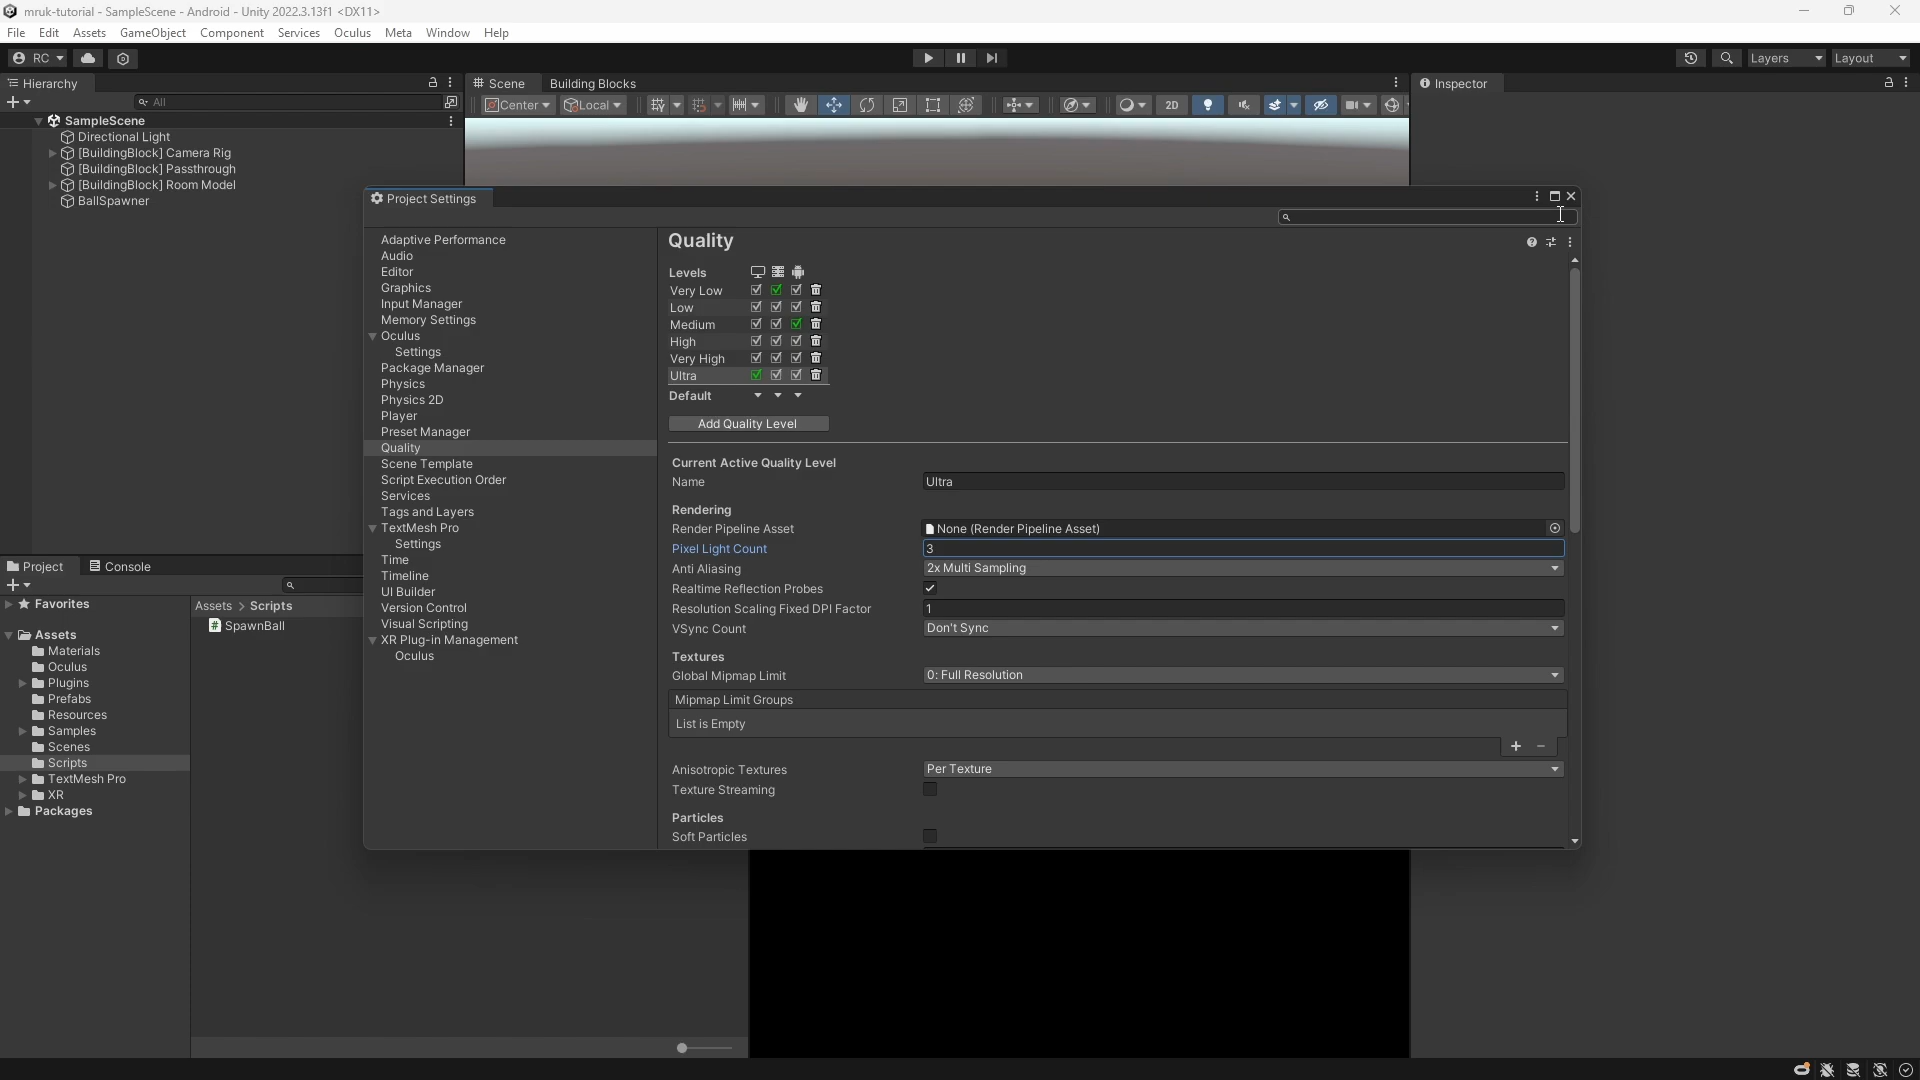 mruk-tutorial - SampleScene - Android - Unity 2022.3.13f1 <DX11>
File Edit Assets GameObject Component Services Oculus Meta Window Help
RC Layers Layout
Hierarchy
All
SampleScene
Directional Light
[BuildingBlock] Camera Rig
[BuildingBlock] Passthrough
[BuildingBlock] Room Model
BallSpawner
Scene Building Blocks
Center Local 2D
Inspector
Project Settings
Adaptive Performance
Audio
Editor
Graphics
Input Manager
Memory Settings
Oculus
Settings
Package Manager
Physics
Physics 2D
Player
Preset Manager
Quality
Scene Template
Script Execution Order
Services
Tags and Layers
TextMesh Pro
Settings
Time
Timeline
UI Builder
Version Control
Visual Scripting
XR Plug-in Management
Oculus
Quality
Levels
Very Low
Low
Medium
High
Very High
Ultra
Default
Add Quality Level
Current Active Quality Level
Name Ultra
Rendering
Render Pipeline Asset None (Render Pipeline Asset)
Pixel Light Count 3
Anti Aliasing 2x Multi Sampling
Realtime Reflection Probes
Resolution Scaling Fixed DPI Factor 1
VSync Count Don't Sync
Textures
Global Mipmap Limit 0: Full Resolution
Mipmap Limit Groups
List is Empty
Anisotropic Textures Per Texture
Texture Streaming
Particles
Soft Particles
Project Console
Favorites
Assets
Materials
Oculus
Plugins
Prefabs
Resources
Samples
Scenes
Scripts
TextMesh Pro
XR
Packages
Assets > Scripts
SpawnBall